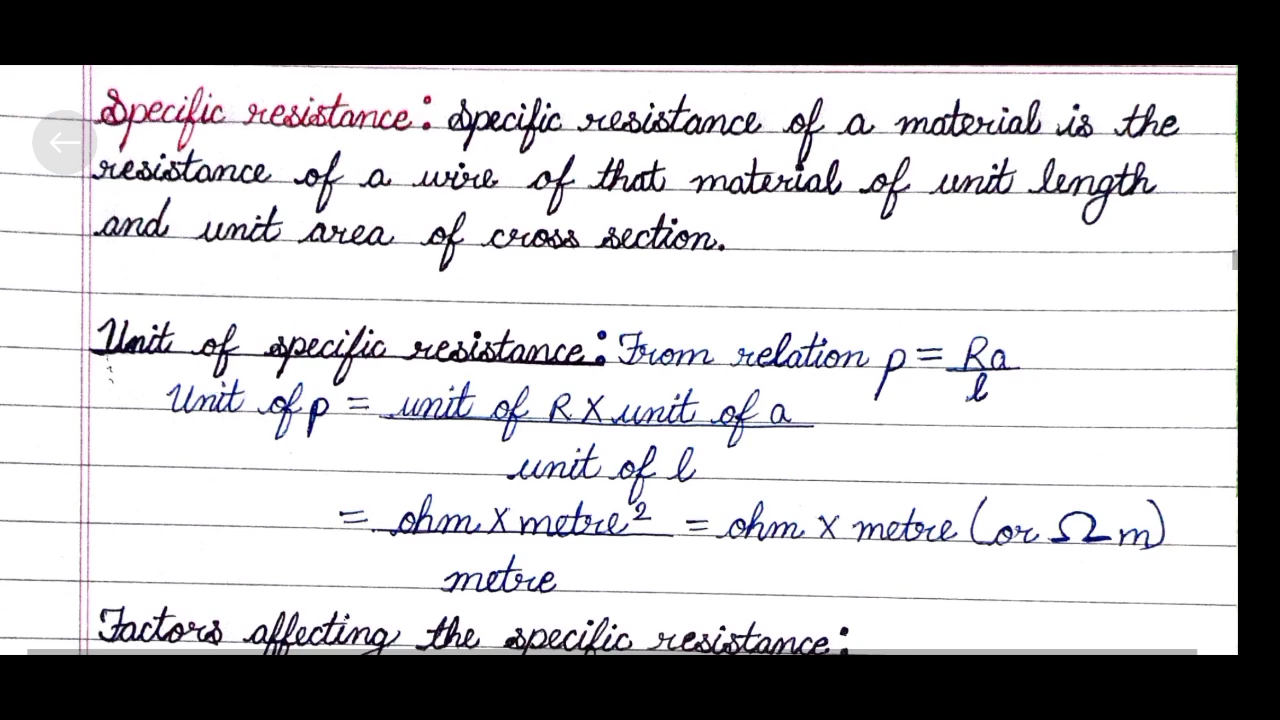 Specific resistance: Specific resistance of a material is the
resistance of a wire of that material of unit length
and unit area of cross section.
Unit of specific resistance: From relation ρ = Ra/l
Unit of ρ = unit of R × unit of a
unit of l
= ohm × metre² = ohm × metre (or Ω m)
metre
Factors affecting the specific resistance: